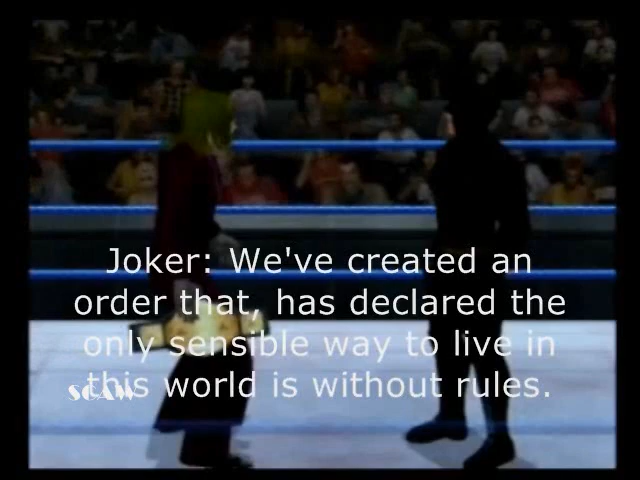 Joker: We've created an
order that, has declared the
only sensible way to live in
this world is without rules.
SCAW